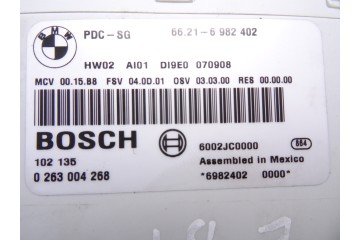 BMW
PDC-SG 66.21-6 982 402
HW02 AI01 DI9E0 070908
MCV 00.15.B8 FSV 04.0D.01 OSV 03.03.00 RES 00.00.00
BOSCH
6002JC0000 864
102 135 Assembled in Mexico
0 263 004 268 *6982402 0000*